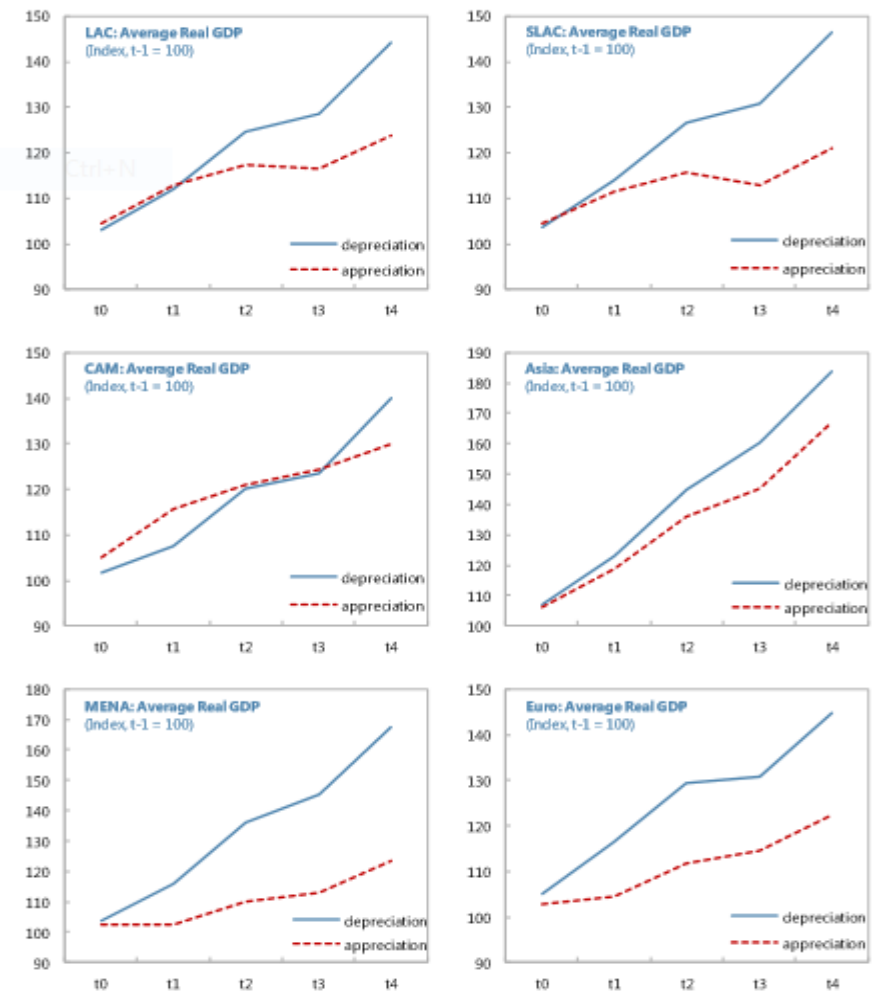 LAC: Average Real GDP
(Index, t-1 = 100)
150
140
130
120
110
100
90
Ctrl+N
depreciation
appreciation
t0 t1 t2 t3 t4
SLAC: Average Real GDP
(Index, t-1 = 100)
150
140
130
120
110
100
90
depreciation
appreciation
t0 t1 t2 t3 t4
CAM: Average Real GDP
(Index, t-1 = 100)
150
140
130
120
110
100
90
depreciation
appreciation
t0 t1 t2 t3 t4
Asia: Average Real GDP
(Index, t-1 = 100)
190
180
170
160
150
140
130
120
110
100
depreciation
appreciation
t0 t1 t2 t3 t4
MENA: Average Real GDP
(Index, t-1 = 100)
180
170
160
150
140
130
120
110
100
90
depreciation
appreciation
t0 t1 t2 t3 t4
Euro: Average Real GDP
(Index, t-1 = 100)
150
140
130
120
110
100
90
depreciation
appreciation
t0 t1 t2 t3 t4